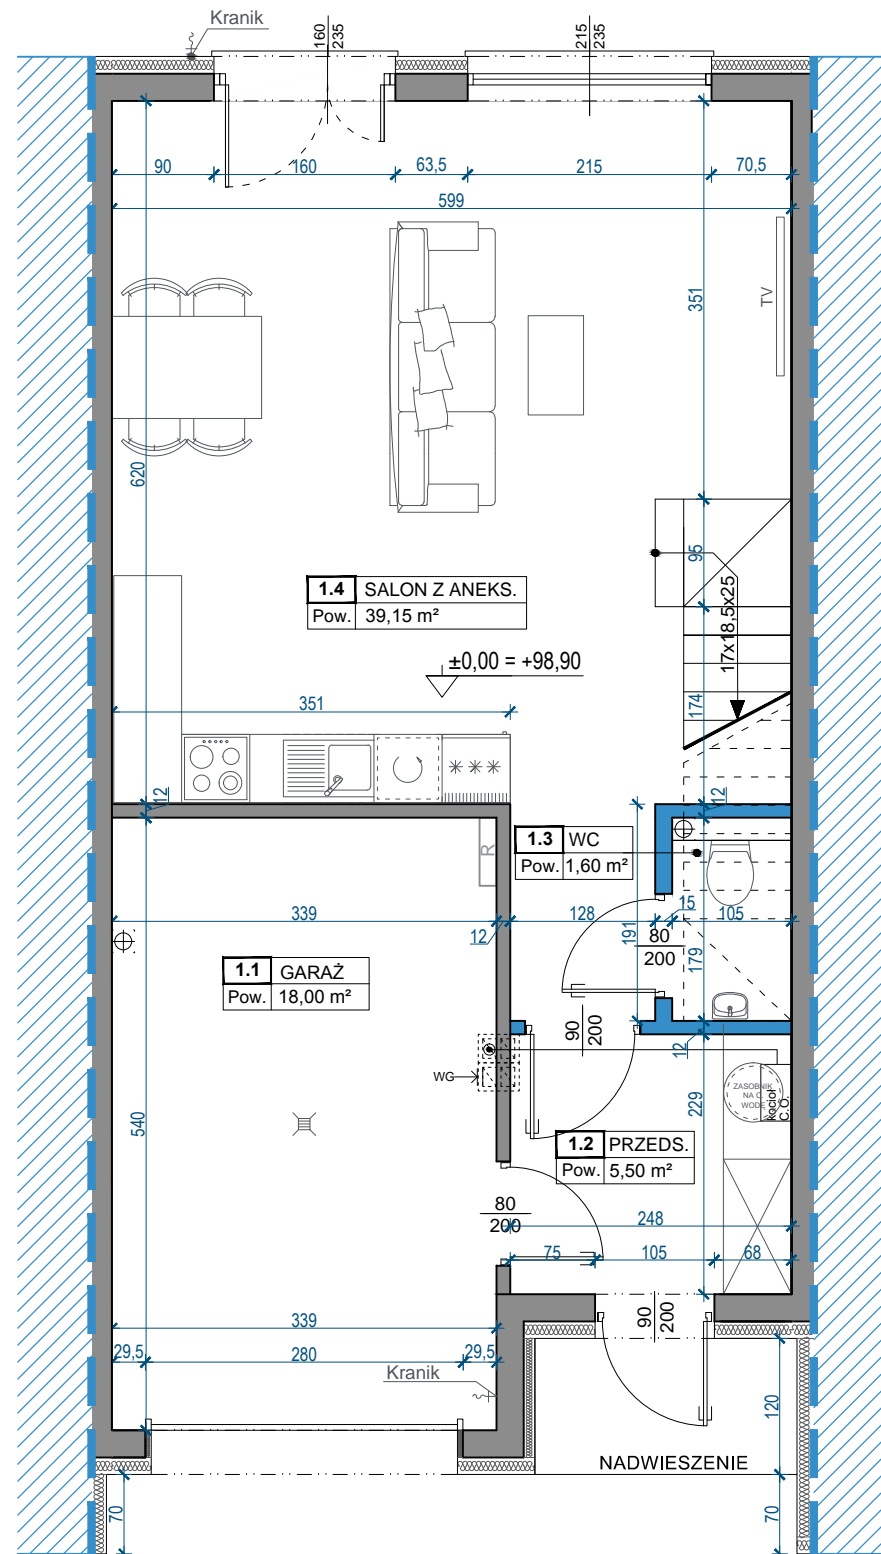 Kranik
160
235
215
235
90
160
63,5
215
70,5
599
351
TV
620
95
1.4 SALON Z ANEKS.
Pow. 39,15 m²
17x18,5x25
±0,00 = +98,90
351
174
12
12
1.3 WC
Pow. 1,60 m²
R
339
128
15
105
12
191
80
200
179
1.1 GARAŻ
Pow. 18,00 m²
90
200
12
WG
ZASOBNIK
NA C.
WODĘ
kocioł
C.O.
229
540
1.2 PRZEDS.
Pow. 5,50 m²
80
200
248
75
105
68
339
90
200
29,5
280
29,5
Kranik
120
NADWIESZENIE
70
70